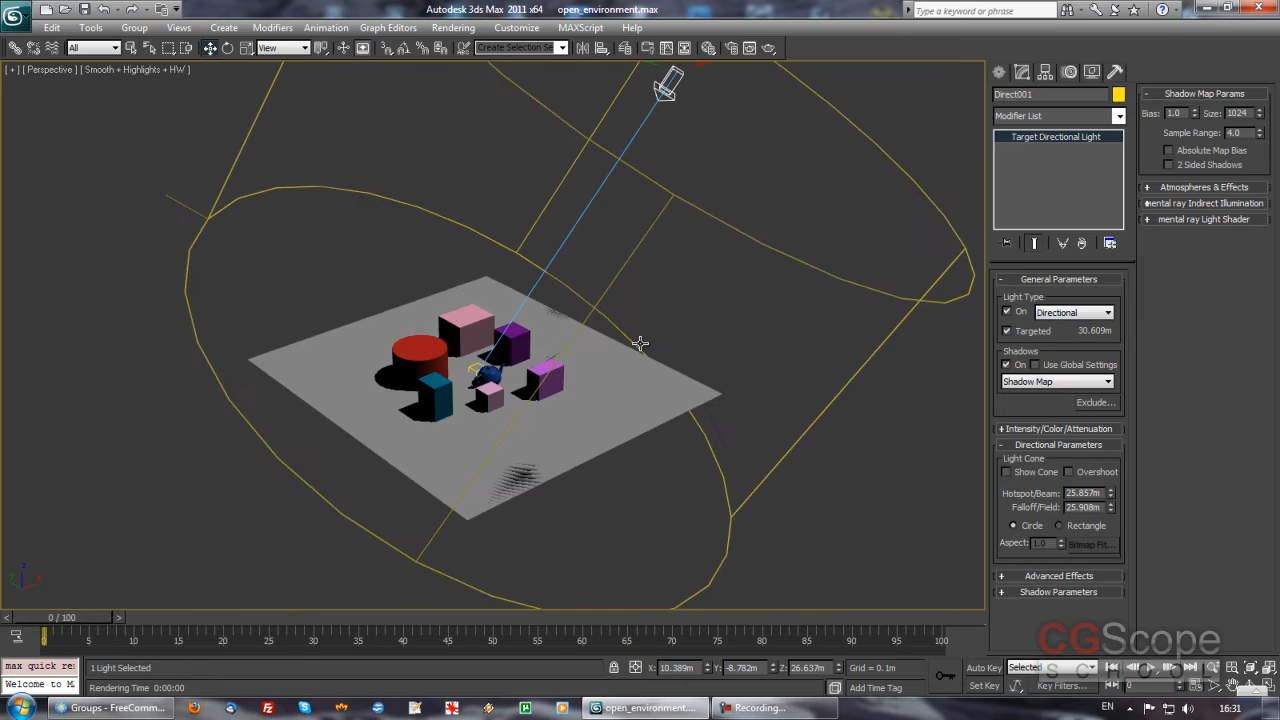 Autodesk 3ds Max 2011 x64 open_environment.max
Type a keyword or phrase
Edit Tools Group Views Create Modifiers Animation Graph Editors Rendering Customize MAXScript Help
All
View
Create Selection Se
[ + ] [ Perspective ] [ Smooth + Highlights + HW ]
Direct001
Modifier List
Target Directional Light
General Parameters
Light Type
On Directional
Targeted 30.609m
Shadows
On Use Global Settings
Shadow Map
Exclude...
Intensity/Color/Attenuation
Directional Parameters
Light Cone
Show Cone Overshoot
Hotspot/Beam: 25.857m
Falloff/Field: 25.908m
Circle Rectangle
Aspect: 1.0 Bitmap Fit...
Advanced Effects
Shadow Parameters
Shadow Map Params
Bias: 1.0 Size: 1024
Sample Range: 4.0
Absolute Map Bias
2 Sided Shadows
Atmospheres & Effects
mental ray Indirect Illumination
mental ray Light Shader
0 / 100
0 5 10 15 20 25 30 35 40 45 50 55 60 65 70 75 80 85 90 95 100
CGScope
SCHOOL
max quick re
Welcome to M
1 Light Selected
Rendering Time 0:00:00
X: 10.389m Y: -8.782m Z: 26.637m Grid = 0.1m
Add Time Tag
Auto Key Selected
Set Key Key Filters...
0
Groups - FreeComm...
open_environment....
Recording...
EN
16:31